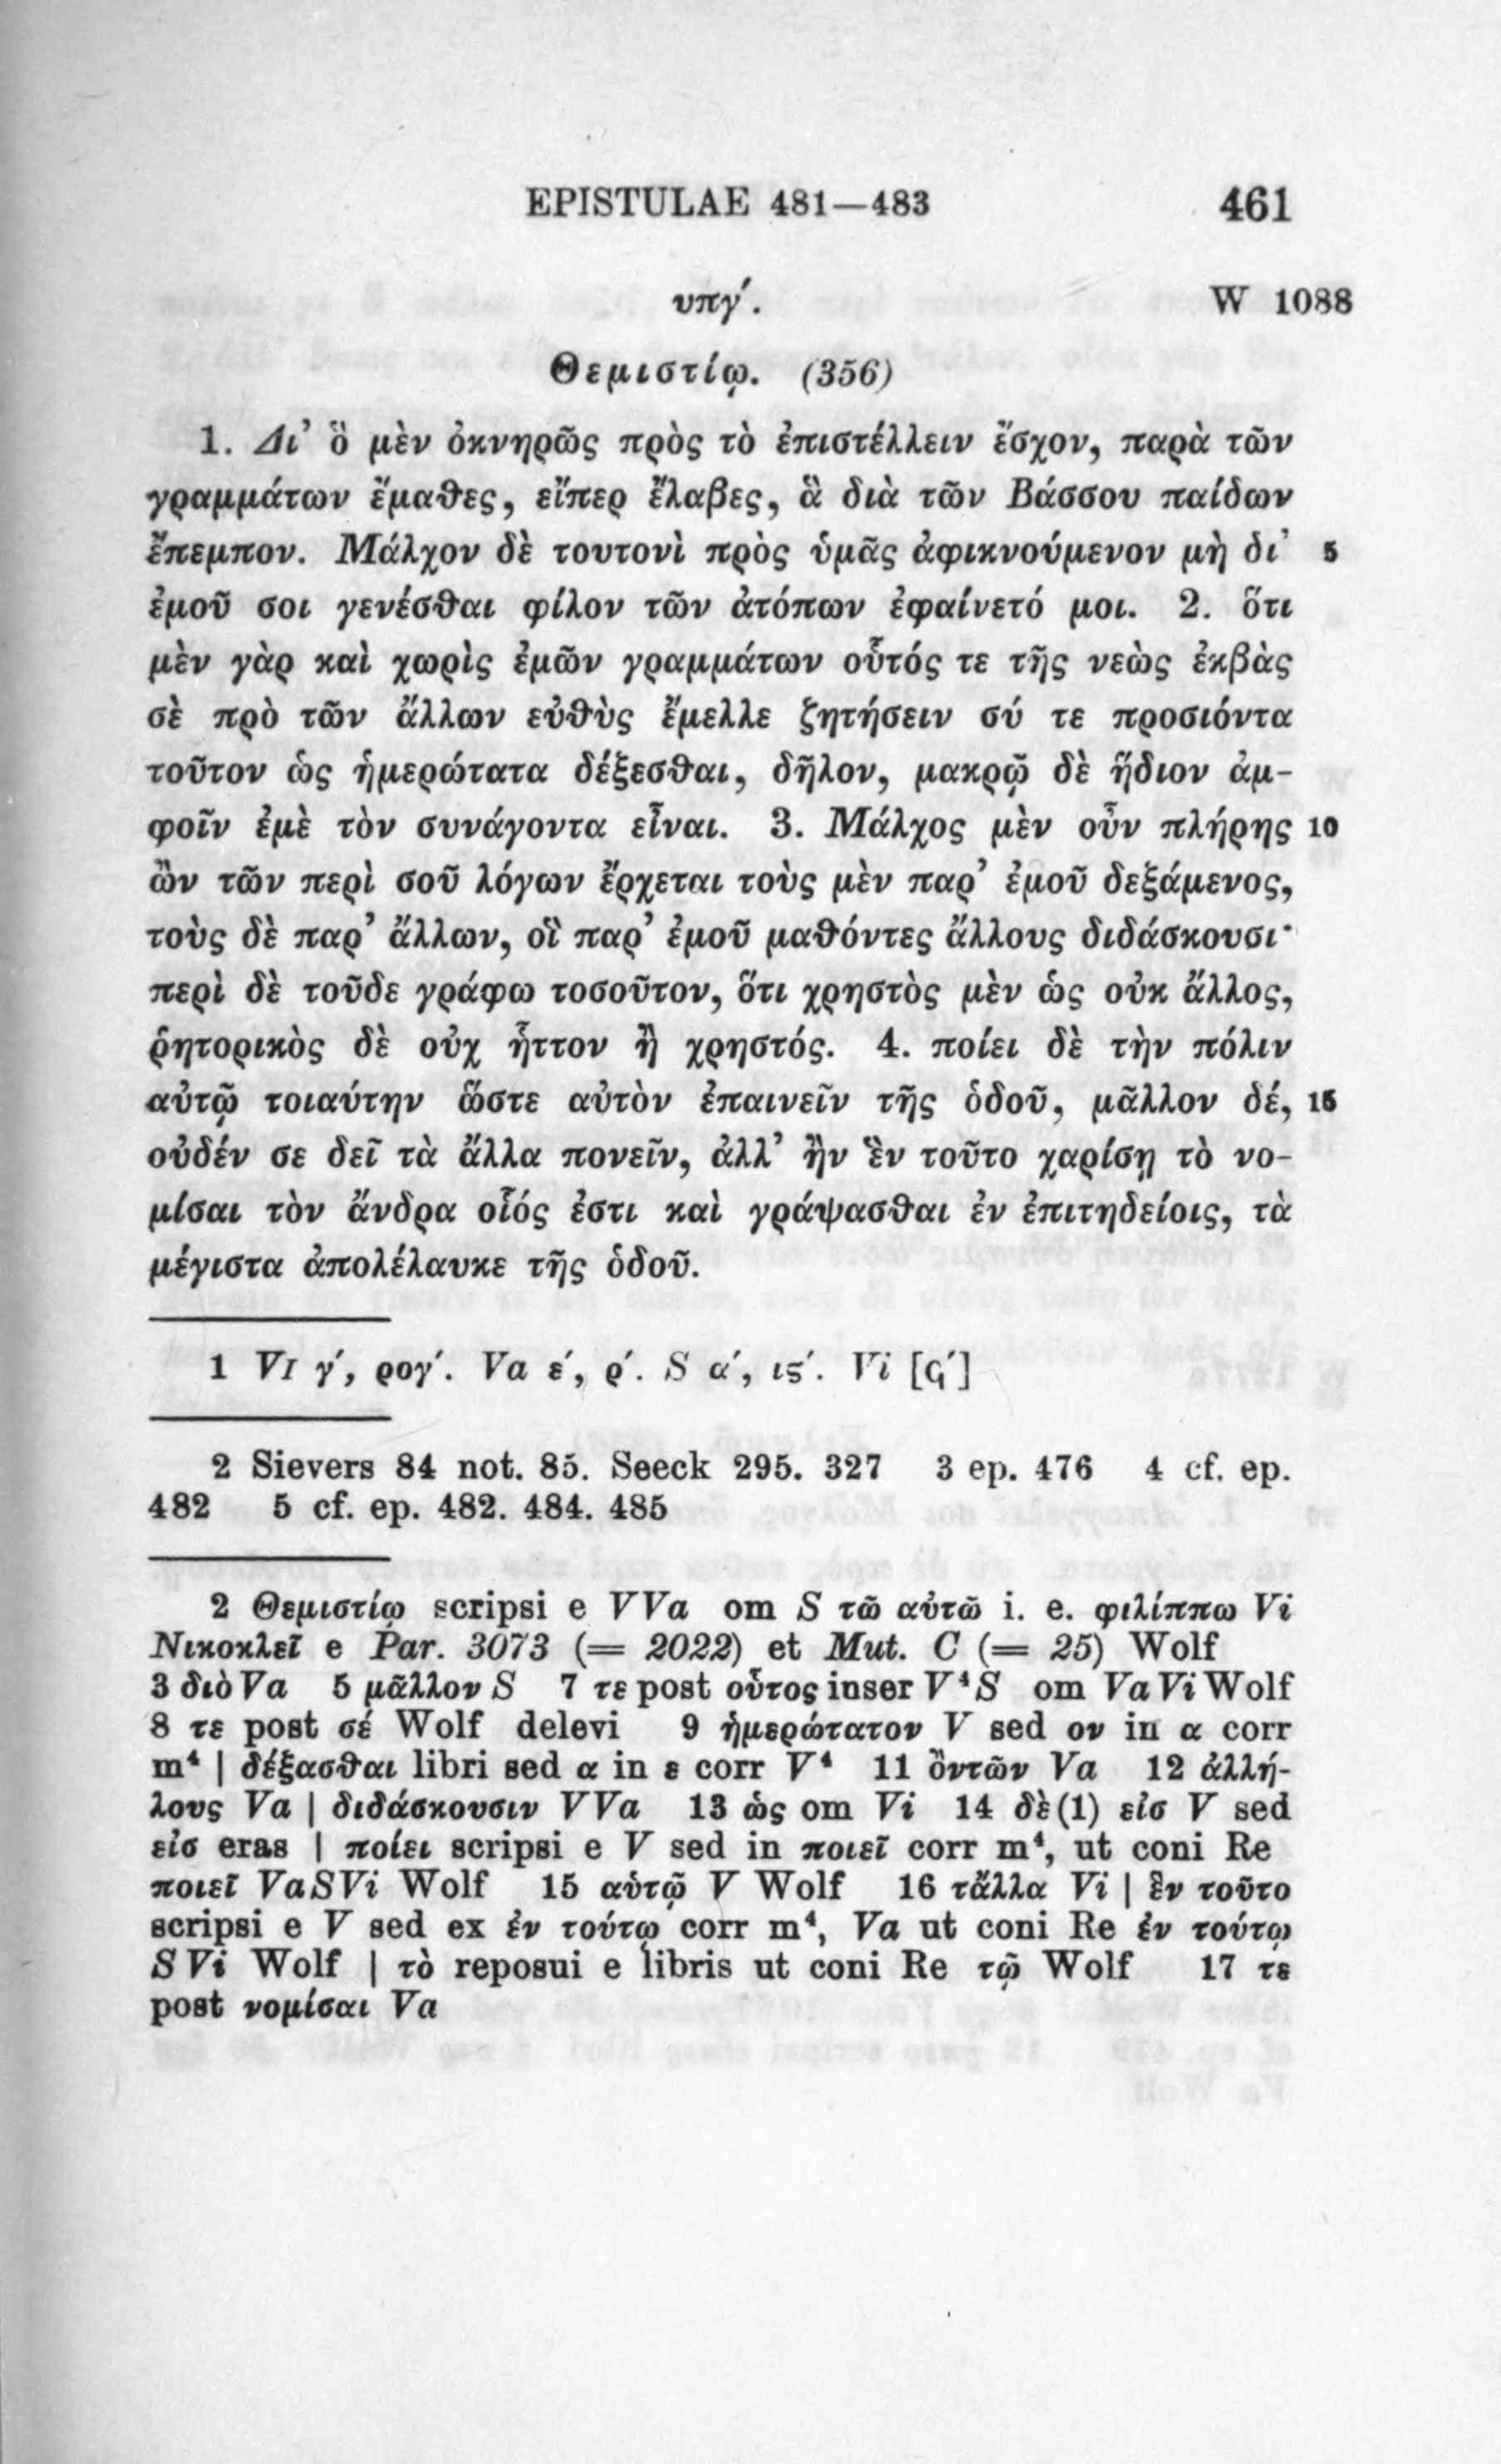 EPISTULAE 481—483 461
υπγ′. W 1088
Θεμιστίῳ. (356)
1. Δι’ ὃ μὲν ὀκνηρῶς πρὸς τὸ ἐπιστέλλειν ἔσχον, παρὰ τῶν
γραμμάτων ἔμαθες, εἴπερ ἔλαβες, ἃ διὰ τῶν Βάσσου παίδων
ἔπεμπον. Μάλχον δὲ τουτονὶ πρὸς ὑμᾶς ἀφικνούμενον μὴ δι’ 5
ἐμοῦ σοι γενέσθαι φίλον τῶν ἀτόπων ἐφαίνετό μοι. 2. ὅτι
μὲν γὰρ καὶ χωρὶς ἐμῶν γραμμάτων οὗτός τε τῆς νεὼς ἐκβὰς
σὲ πρὸ τῶν ἄλλων εὐθὺς ἔμελλε ζητήσειν σύ τε προσιόντα
τοῦτον ὡς ἡμερώτατα δέξεσθαι, δῆλον, μακρῷ δὲ ἥδιον ἀμ-
φοῖν ἐμὲ τὸν συνάγοντα εἶναι. 3. Μάλχος μὲν οὖν πλήρης 10
ὢν τῶν περὶ σοῦ λόγων ἔρχεται τοὺς μὲν παρ’ ἐμοῦ δεξάμενος,
τοὺς δὲ παρ’ ἄλλων, οἳ παρ’ ἐμοῦ μαθόντες ἄλλους διδάσκουσι·
περὶ δὲ τοῦδε γράφω τοσοῦτον, ὅτι χρηστὸς μὲν ὡς οὐκ ἄλλος,
ῥητορικὸς δὲ οὐχ ἧττον ἢ χρηστός. 4. ποίει δὲ τὴν πόλιν
αὐτῷ τοιαύτην ὥστε αὐτὸν ἐπαινεῖν τῆς ὁδοῦ, μᾶλλον δέ, 15
οὐδέν σε δεῖ τὰ ἄλλα πονεῖν, ἀλλ’ ἢν ἓν τοῦτο χαρίσῃ τὸ νο-
μίσαι τὸν ἄνδρα οἷός ἐστι καὶ γράψασθαι ἐν ἐπιτηδείοις, τὰ
μέγιστα ἀπολέλαυκε τῆς ὁδοῦ.
1 VI γ′, ρογ′. Va ε′, ρ′. S α′, ις′. Vi [ϟ′]
2 Sievers 84 not. 85. Seeck 295. 327 3 ep. 476 4 cf. ep.
482 5 cf. ep. 482. 484. 485
2 Θεμιστίῳ scripsi e VVa om S τῶ αὐτῶ i. e. φιλίππω Vi
Νικοκλεῖ e Par. 3073 (= 2022) et Mut. C (= 25) Wolf
3 διὸ Va 5 μᾶλλον S 7 τε post οὗτος inser V⁴S om VaVi Wolf
8 τε post σέ Wolf delevi 9 ἡμερώτατον V sed ον in α corr
m⁴ | δέξασθαι libri sed α in ε corr V⁴ 11 ὂντῶν Va 12 ἀλλή-
λους Va | διδάσκουσιν VVa 13 ὡς om Vi 14 δὲ(1) εἰσ V sed
εἰσ eras | ποίει scripsi e V sed in ποιεῖ corr m⁴, ut coni Re
ποιεῖ VaSVi Wolf 15 αὑτῷ V Wolf 16 τἄλλα Vi | ἓν τοῦτο
scripsi e V sed ex ἐν τούτῳ corr m⁴, Va ut coni Re ἐν τούτῳ
SVi Wolf | τὸ reposui e libris ut coni Re τῷ Wolf 17 τε
post νομίσαι Va